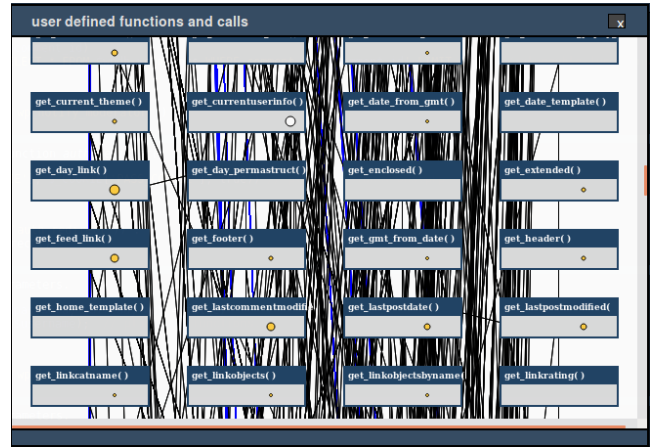 user defined functions and calls
x
get_current_theme( )
get_currentuserinfo( )
get_date_from_gmt( )
get_date_template( )
get_day_link( )
get_day_permastruct( )
get_enclosed( )
get_extended( )
get_feed_link( )
get_footer( )
get_gmt_from_date( )
get_header( )
get_home_template( )
get_lastcommentmodifi
get_lastpostdate( )
get_lastpostmodified(
get_linkcatname( )
get_linkobjects( )
get_linkobjectsbyname(
get_linkrating( )